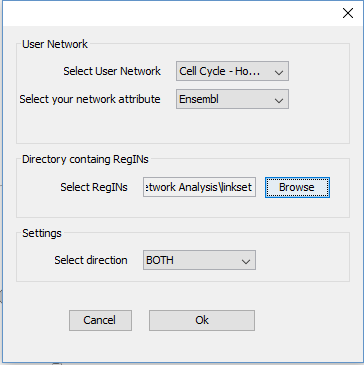 User Network
Select User Network Cell Cycle - Ho...
Select your network attribute Ensembl
Directory containg RegINs
Select RegINs etwork Analysis\linkset Browse
Settings
Select direction BOTH
Cancel Ok